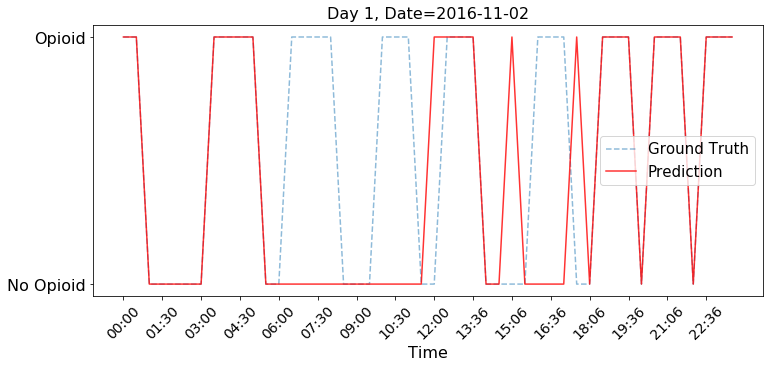 Day 1, Date=2016-11-02
Opioid
No Opioid
Ground Truth
Prediction
00:00
01:30
03:00
04:30
06:00
07:30
09:00
10:30
12:00
13:36
15:06
16:36
18:06
19:36
21:06
22:36
Time